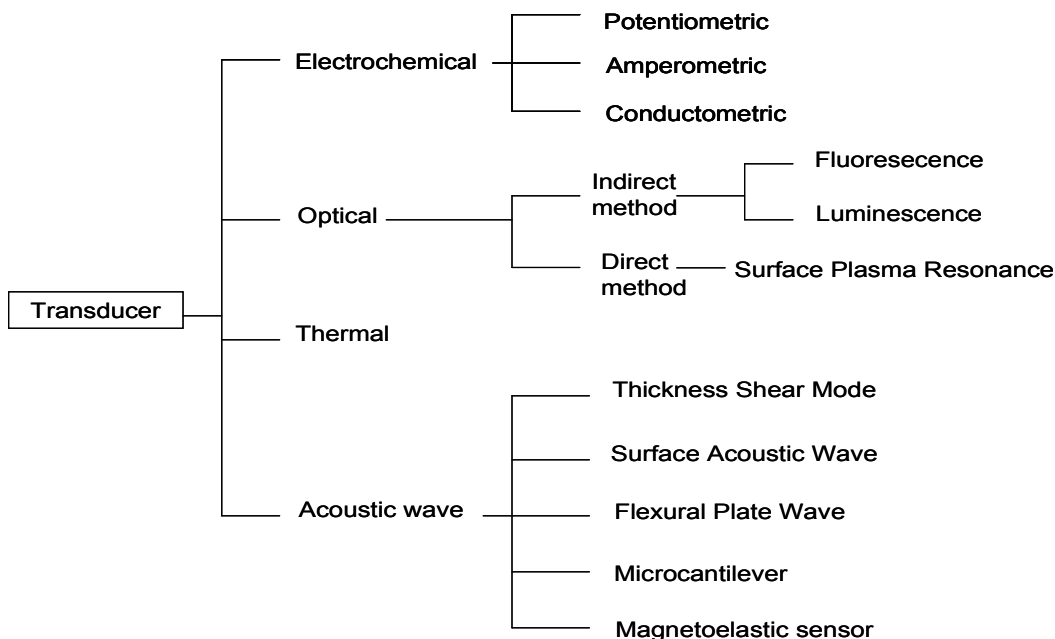 Transducer
Electrochemical
Potentiometric
Amperometric
Conductometric
Optical
Indirect
method
Fluoresecence
Luminescence
Direct
method
Surface Plasma Resonance
Thermal
Acoustic wave
Thickness Shear Mode
Surface Acoustic Wave
Flexural Plate Wave
Microcantilever
Magnetoelastic sensor